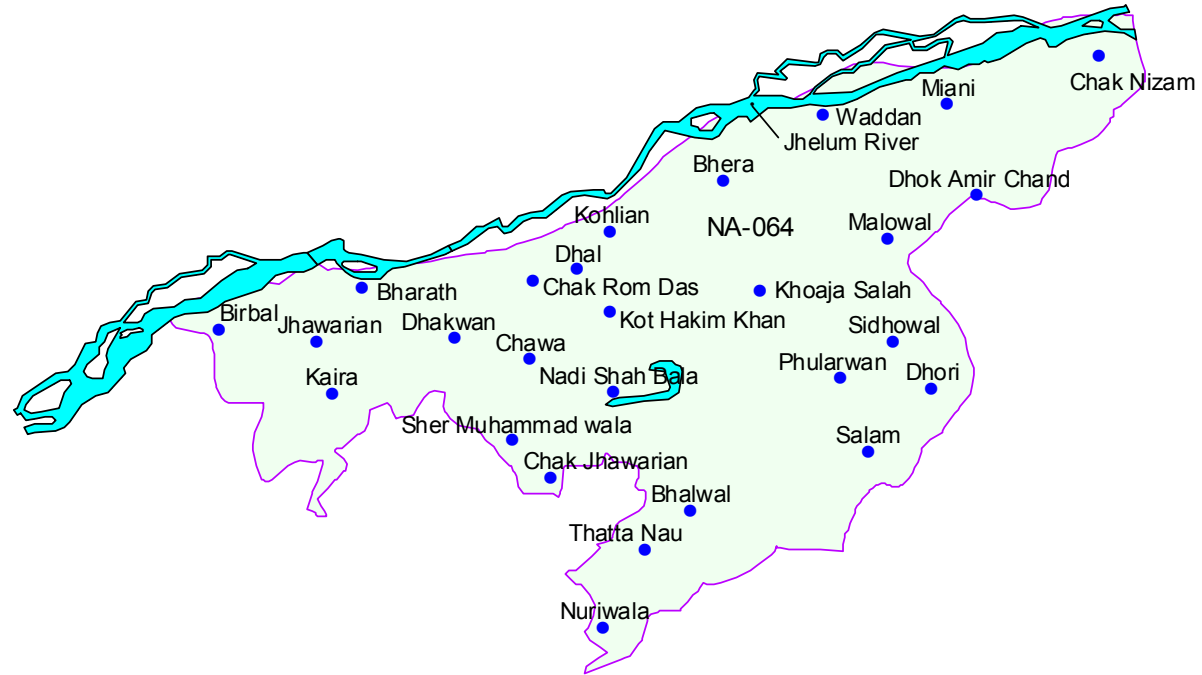 Chak Nizam
Miani
Waddan
Jhelum River
Bhera
Dhok Amir Chand
Kohlian
NA-064
Malowal
Dhal
Chak Rom Das
Bharath
Khoaja Salah
Birbal
Jhawarian
Dhakwan
Kot Hakim Khan
Sidhowal
Chawa
Phularwan
Dhori
Kaira
Nadi Shah Bala
Sher Muhammad wala
Salam
Chak Jhawarian
Bhalwal
Thatta Nau
Nuriwala